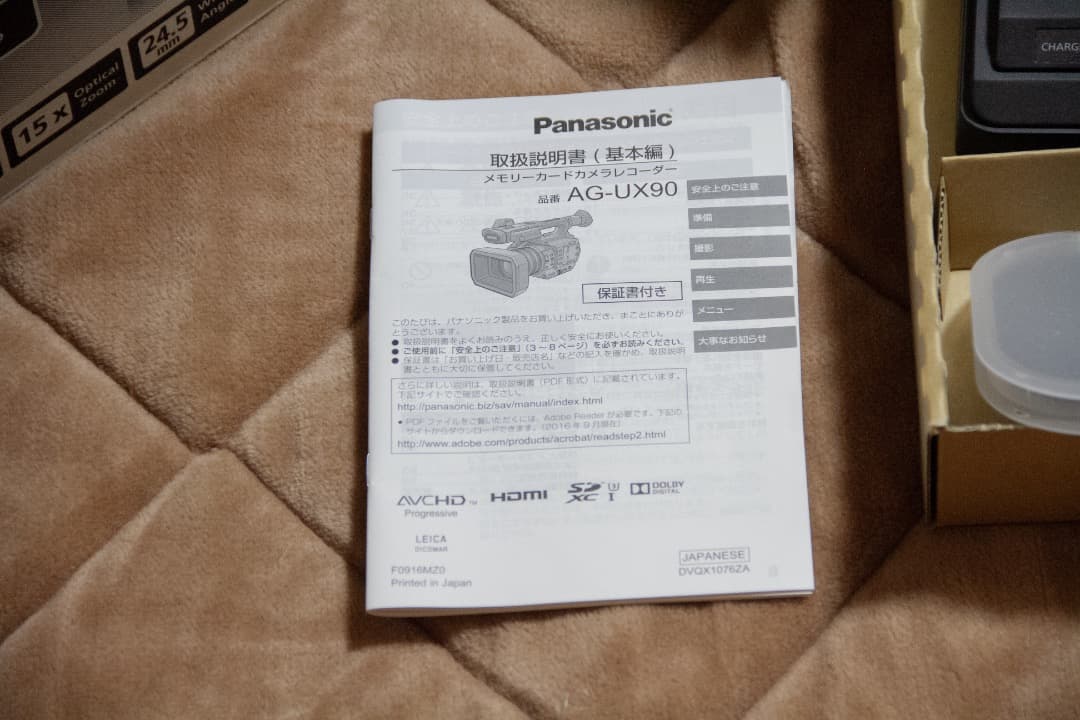 15x Optical Zoom
24.5 mm
CHARG
Panasonic
取扱説明書(基本編)
メモリーカードカメラレコーダー
品番 AG-UX90
保証書付き
安全上のご注意
準備
撮影
再生
メニュー
大事なお知らせ
このたびは、パナソニック製品をお買い上げいただき、まことにありが
とうございます。
● 取扱説明書をよくお読みのうえ、正しく安全にお使いください。
● ご使用前に「安全上のご注意」(3~8ページ)を必ずお読みください。
● 保証書は「お買い上げ日・販売店名」などの記入を確かめ、取扱説明
書とともに大切に保管してください。
さらに詳しい説明は、取扱説明書(PDF形式)に記載されています。
下記サイトでご確認ください。
http://panasonic.biz/sav/manual/index.html
● PDFファイルをご覧いただくには、Adobe Readerが必要です。下記の
サイトからダウンロードできます。(2016年9月現在)
http://www.adobe.com/products/acrobat/readstep2.html
AVCHD™
Progressive
HDMI
SDXC I
DOLBY DIGITAL
LEICA
DICOMAR
F0916MZ0
Printed in Japan
JAPANESE
DVQX1076ZA